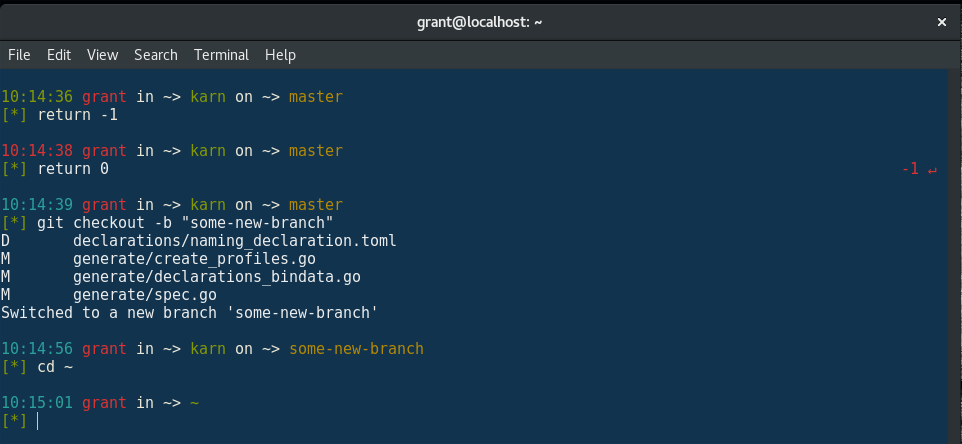 grant@localhost: ~ ×
File Edit View Search Terminal Help
10:14:36 grant in ~> karn on ~> master
[*] return -1
10:14:38 grant in ~> karn on ~> master
[*] return 0 -1 ↵
10:14:39 grant in ~> karn on ~> master
[*] git checkout -b "some-new-branch"
D declarations/naming_declaration.toml
M generate/create_profiles.go
M generate/declarations_bindata.go
M generate/spec.go
Switched to a new branch 'some-new-branch'
10:14:56 grant in ~> karn on ~> some-new-branch
[*] cd ~
10:15:01 grant in ~> ~
[*]